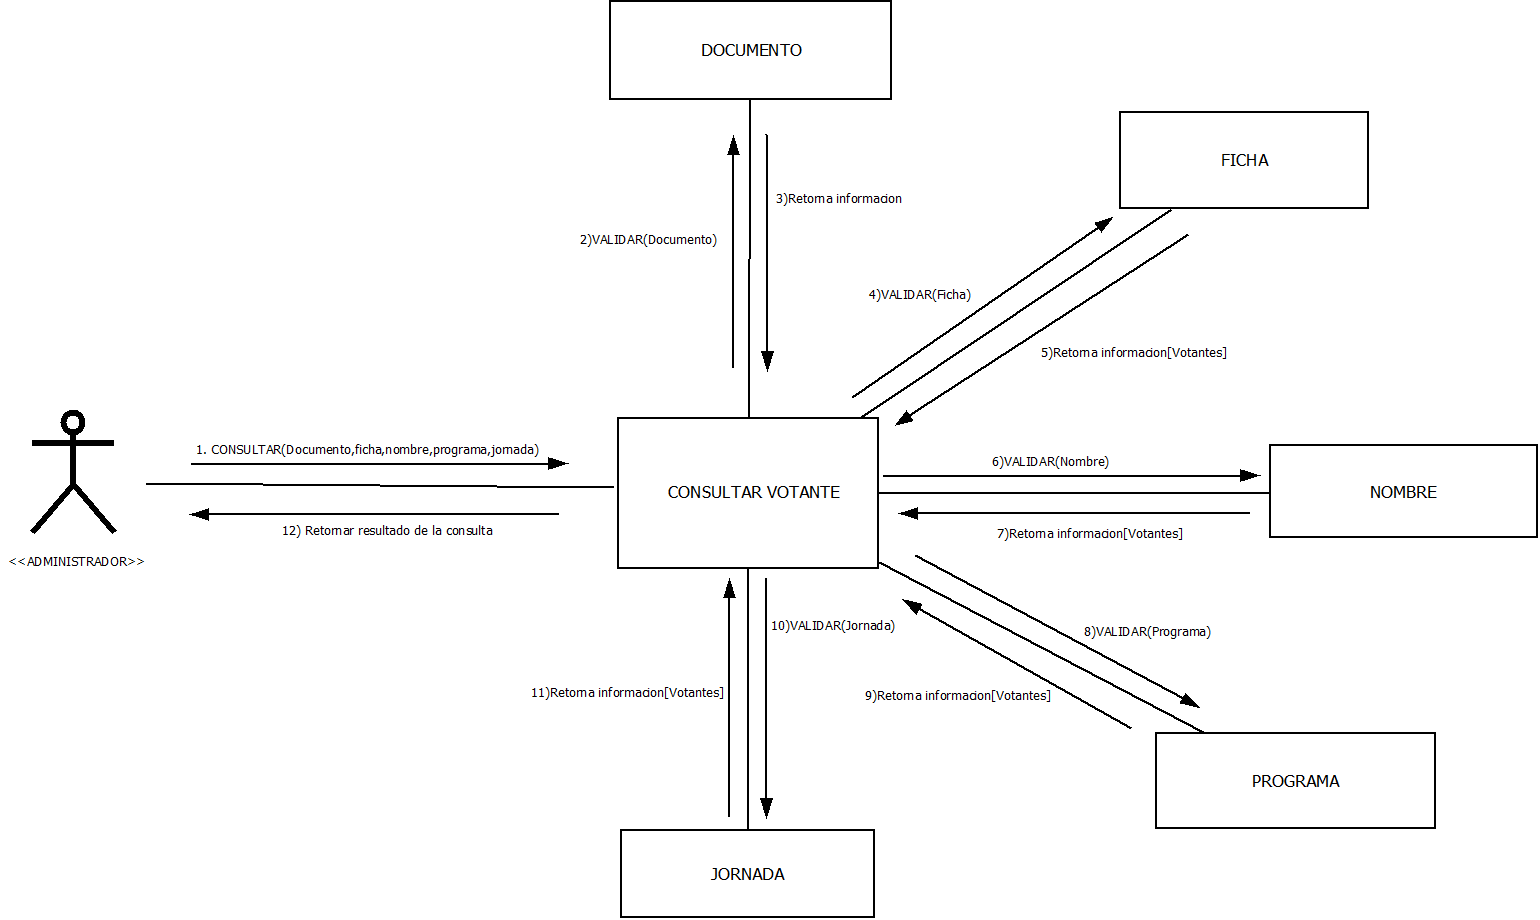 DOCUMENTO
FICHA
3)Retorna informacion
2)VALIDAR(Documento)
4)VALIDAR(Ficha)
5)Retorna informacion[Votantes]
1. CONSULTAR(Documento,ficha,nombre,programa,jornada)
6)VALIDAR(Nombre)
CONSULTAR VOTANTE
NOMBRE
12) Retornar resultado de la consulta
7)Retorna informacion[Votantes]
<<ADMINISTRADOR>>
10)VALIDAR(Jornada)
8)VALIDAR(Programa)
11)Retorna informacion[Votantes]
9)Retorna informacion[Votantes]
PROGRAMA
JORNADA